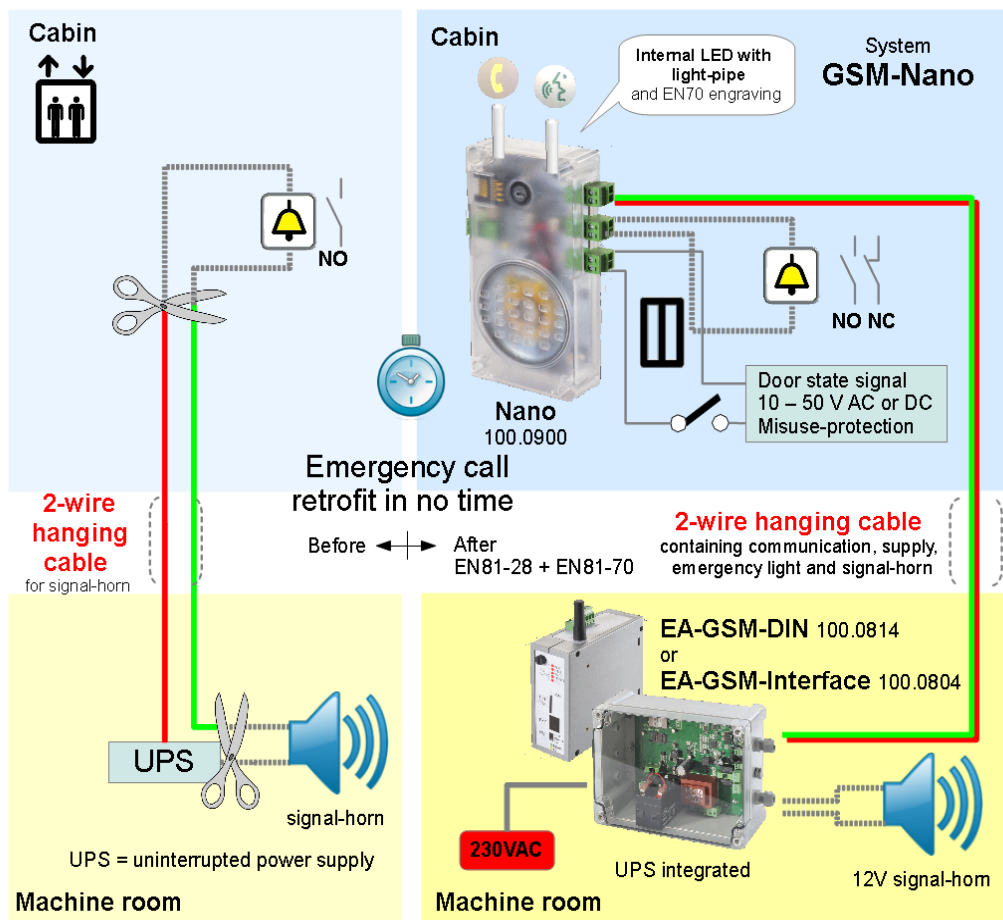 Cabin
NO
Cabin
Internal LED with
light-pipe
and EN70 engraving
System
GSM-Nano
NO NC
Door state signal
10 – 50 V AC or DC
Misuse-protection
Nano
100.0900
Emergency call
retrofit in no time
Before
After
EN81-28 + EN81-70
2-wire
hanging
cable
for signal-horn
2-wire hanging cable
containing communication, supply,
emergency light and signal-horn
UPS
signal-horn
UPS = uninterrupted power supply
Machine room
EA-GSM-DIN 100.0814
or
EA-GSM-Interface 100.0804
230VAC
UPS integrated
12V signal-horn
Machine room